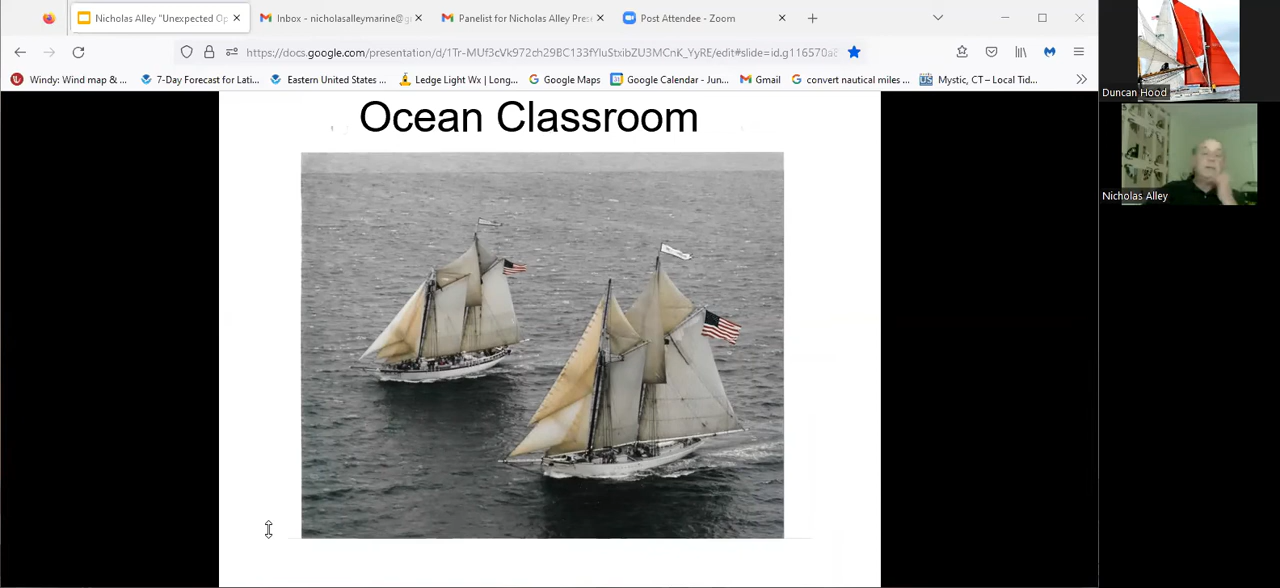 Nicholas Alley "Unexpected Op
Inbox - nicholasalleymarine@g
Panelist for Nicholas Alley Pres
Post Attendee - Zoom
https://docs.google.com/presentation/d/1Tr-MUf3cVk972ch29BC133fYluStxibZU3MCnK_YyRE/edit#slide=id.g116570a
Windy: Wind map & ...
7-Day Forecast for Lati...
Eastern United States ...
Ledge Light Wx | Long...
Google Maps
Google Calendar - Jun...
Gmail
convert nautical miles ...
Mystic, CT – Local Tid...
Ocean Classroom
Duncan Hood
Nicholas Alley